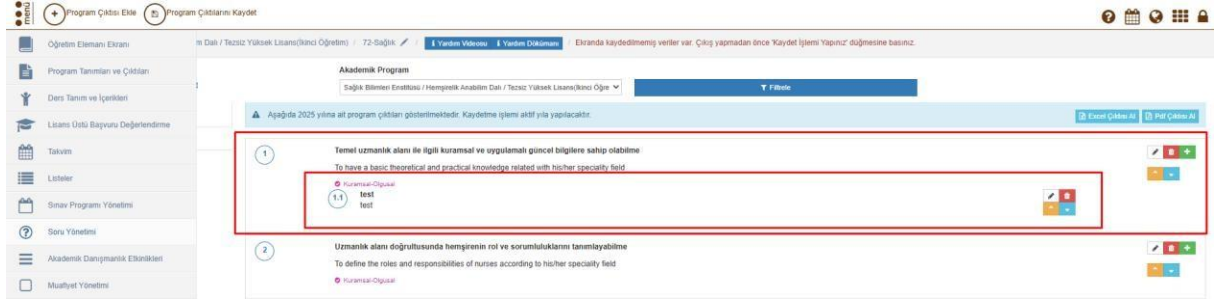 menü
Program Çıktısı Ekle
Program Çıktılarını Kaydet
Öğretim Elemanı Ekranı
m Dalı / Tezsiz Yüksek Lisans(İkinci Öğretim) / 72-Sağlık / Yardım Videosu Yardım Dökümanı / Ekranda kaydedilmemiş veriler var. Çıkış yapmadan önce 'Kaydet İşlemi Yapınız' düğmesine basınız.
Program Tanımları ve Çıktıları
Akademik Program
Sağlık Bilimleri Enstitüsü / Hemşirelik Anabilim Dalı / Tezsiz Yüksek Lisans(İkinci Öğre
Filtrele
Ders Tanım ve İçerikleri
Aşağıda 2025 yılına ait program çıktıları gösterilmektedir. Kaydetme işlemi aktif yıla yapılacaktır.
Excel Çıktısı Al
Pdf Çıktısı Al
Lisans Üstü Başvuru Değerlendirme
Takvim
Listeler
Sınav Programı Yönetimi
Soru Yönetimi
Akademik Danışmanlık Etkinlikleri
Muafiyet Yönetimi
1
Temel uzmanlık alanı ile ilgili kuramsal ve uygulamalı güncel bilgilere sahip olabilme
To have a basic theoretical and practical knowledge related with his/her speciality field
Kuramsal-Olgusal
1.1
test
test
2
Uzmanlık alanı doğrultusunda hemşirenin rol ve sorumluluklarını tanımlayabilme
To define the roles and responsibilities of nurses according to his/her speciality field
Kuramsal-Olgusal